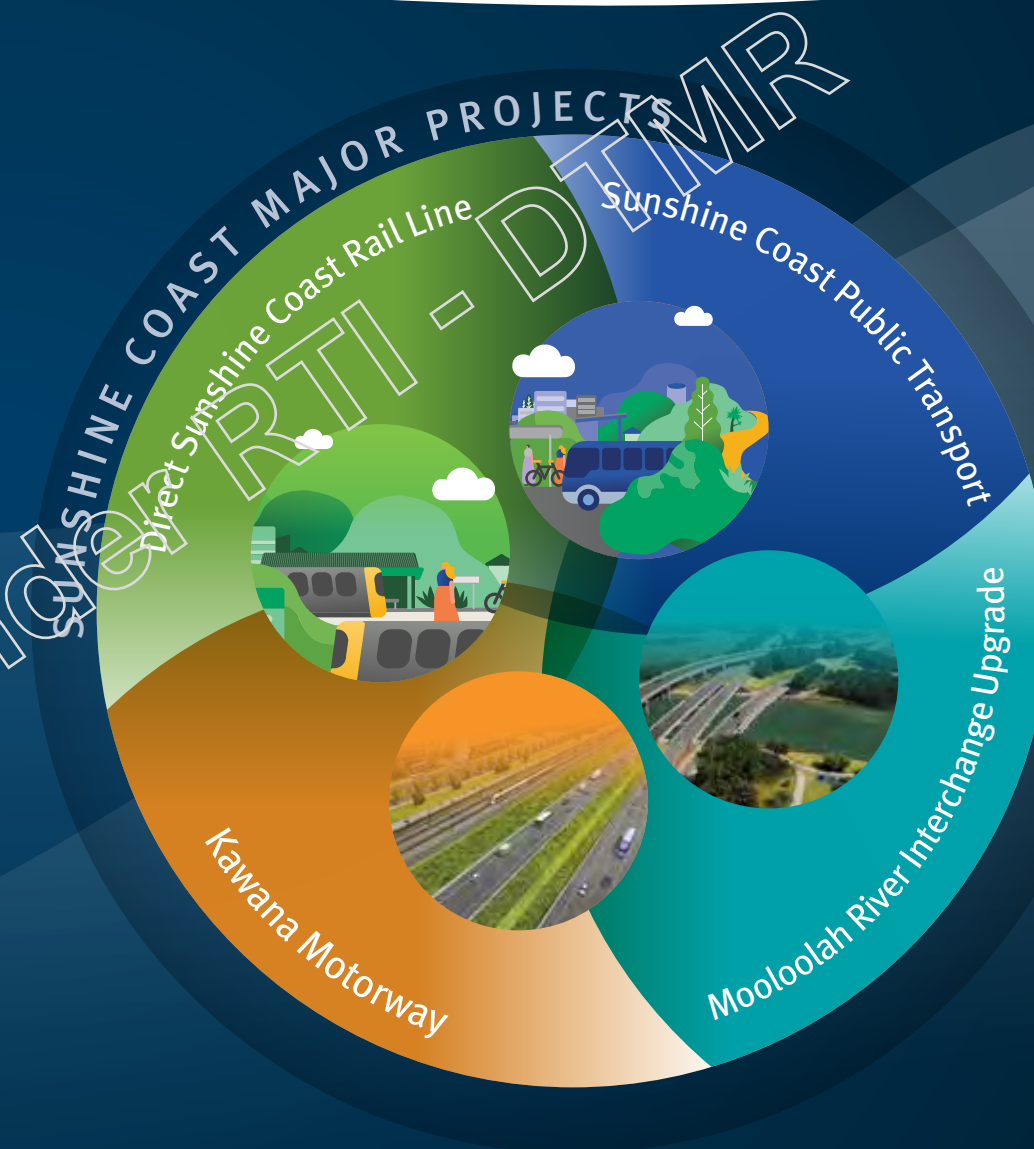 SUNSHINE COAST MAJOR PROJECTS
Direct Sunshine Coast Rail Line
Sunshine Coast Public Transport
Mooloolah River Interchange Upgrade
Kawana Motorway
RTI - DTMR